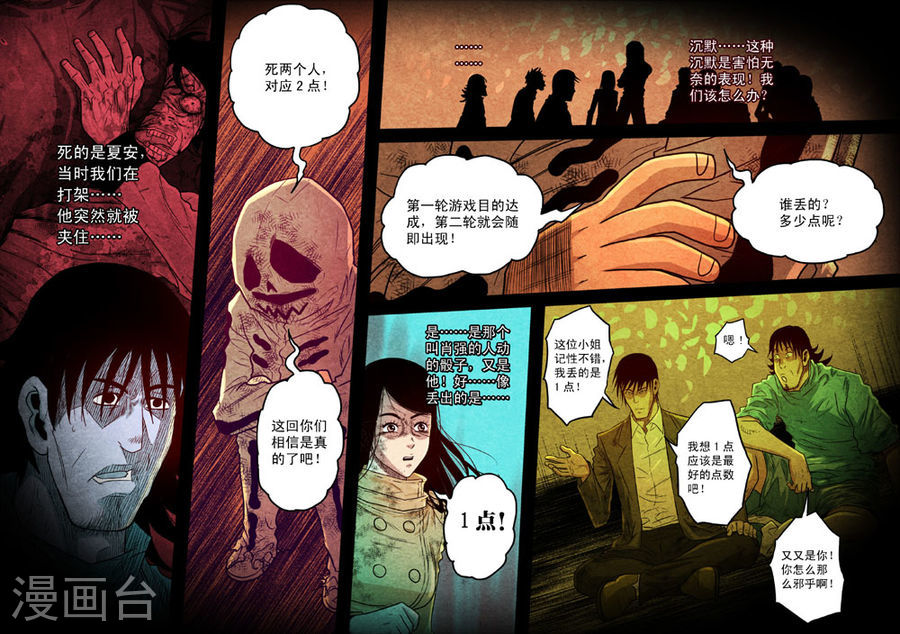 死的是夏安，
当时我们在
打架……
他突然就被
夹住……
死两个人，
对应2点！
这回你们
相信是真
的了吧！
……
……
沉默……这种
沉默是害怕无
奈的表现！我
们该怎么办？
第一轮游戏目的达
成，第二轮就会随
即出现！
谁丢的？
多少点呢？
是……是那个
叫肖强的人动
的骰子，又是
他！好……像
丢出的是……
1点！
这位小姐
记性不错，
我丢的是
1点！
嗯！
我想1点
应该是最
好的点数
吧！
又又是你！
你怎么那
么邪乎啊！
漫画台